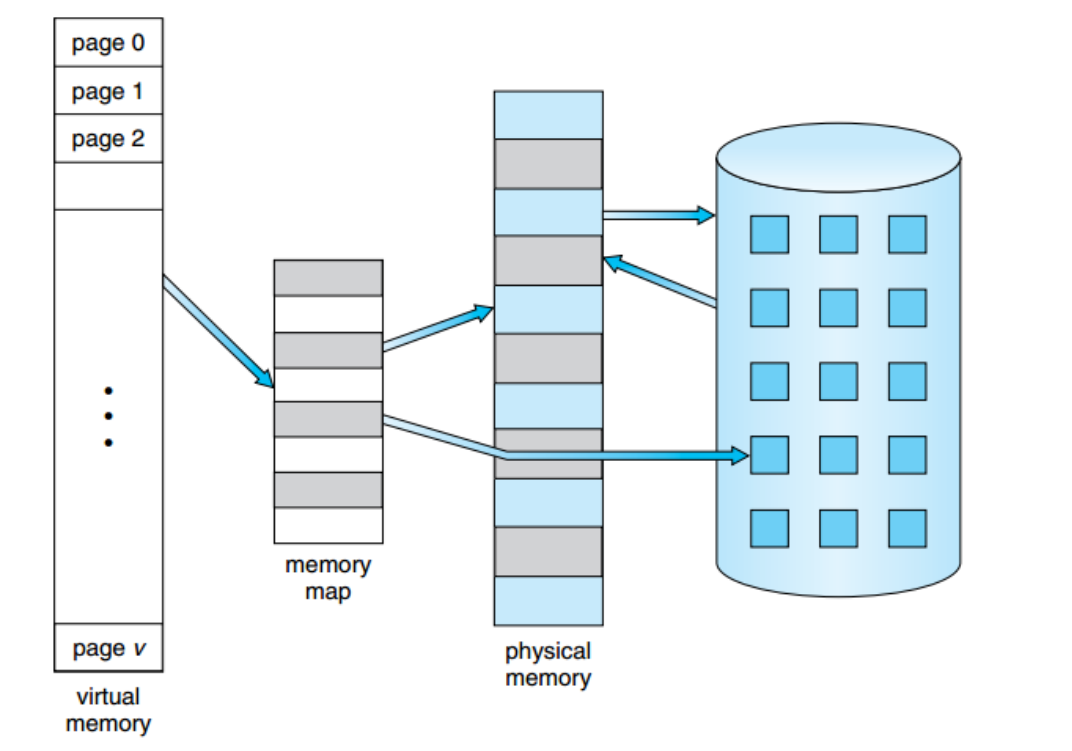 page 0
page 1
page 2
page v
virtual
memory
memory
map
physical
memory